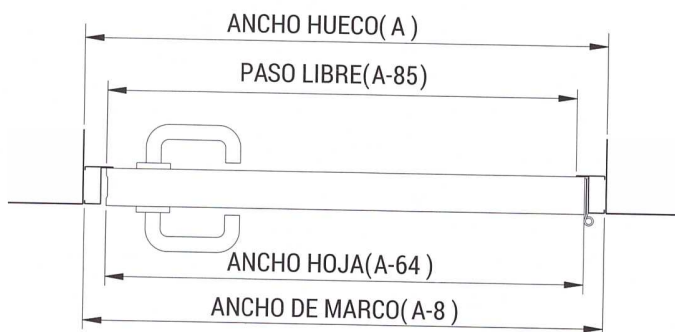 ANCHO HUECO( A )
PASO LIBRE(A-85)
ANCHO HOJA(A-64 )
ANCHO DE MARCO( A-8 )